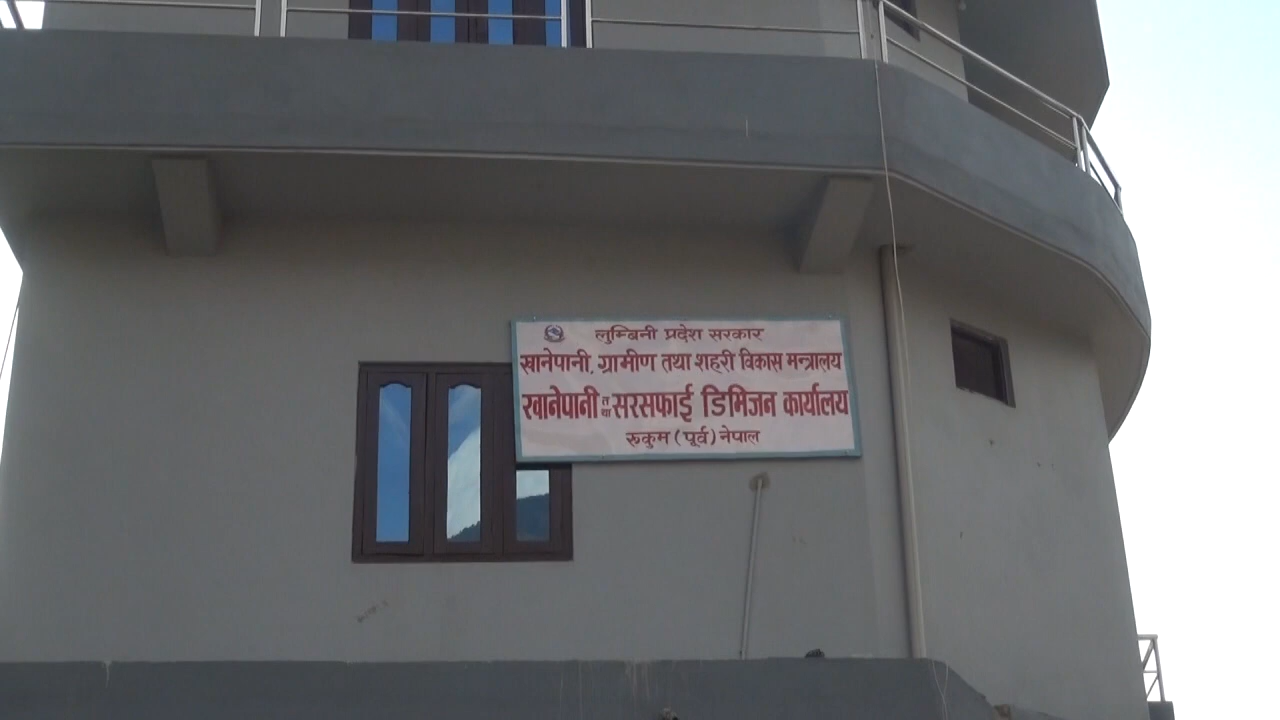 लुम्बिनी प्रदेश सरकार
खानेपानी, ग्रामीण तथा शहरी विकास मन्त्रालय
खानेपानी तथा सरसफाई डिभिजन कार्यालय
रुकुम (पूर्व) नेपाल